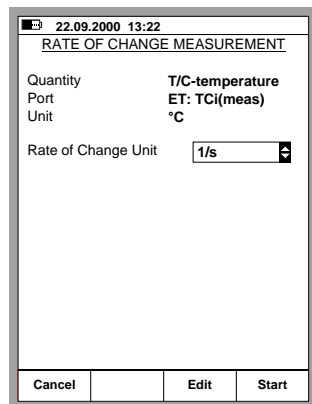 22.09.2000 13:22
RATE OF CHANGE MEASUREMENT
Quantity T/C-temperature
Port ET: TCi(meas)
Unit °C
Rate of Change Unit 1/s
Cancel Edit Start